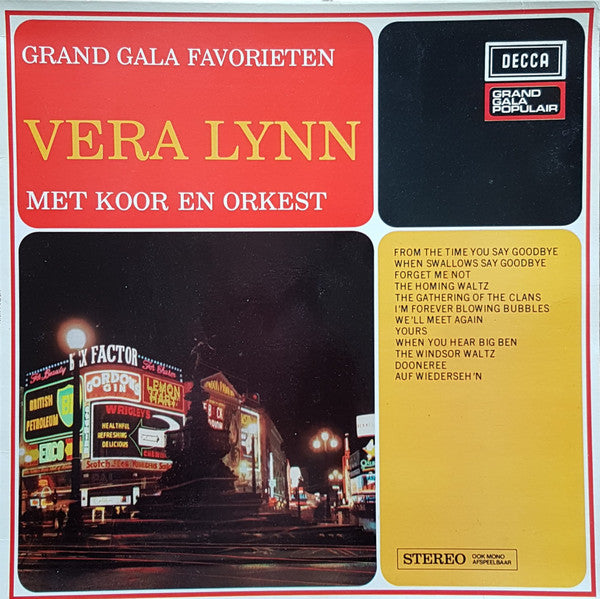 GRAND GALA FAVORIETEN
VERA LYNN
MET KOOR EN ORKEST
DECCA
GRAND
GALA
POPULAIR
FROM THE TIME YOU SAY GOODBYE
WHEN SWALLOWS SAY GOODBYE
FORGET ME NOT
THE HOMING WALTZ
THE GATHERING OF THE CLANS
I'M FOREVER BLOWING BUBBLES
WE'LL MEET AGAIN
YOURS
WHEN YOU HEAR BIG BEN
THE WINDSOR WALTZ
DOONEREE
AUF WIEDERSEH'N
FACTOR
GORDON'S
GIN
LEMON
HART
BRITISH
PETROLEUM
BP
WRIGLEY'S
HEALTHFUL
REFRESHING
DELICIOUS
STEREO
OOK MONO
AFSPEELBAAR